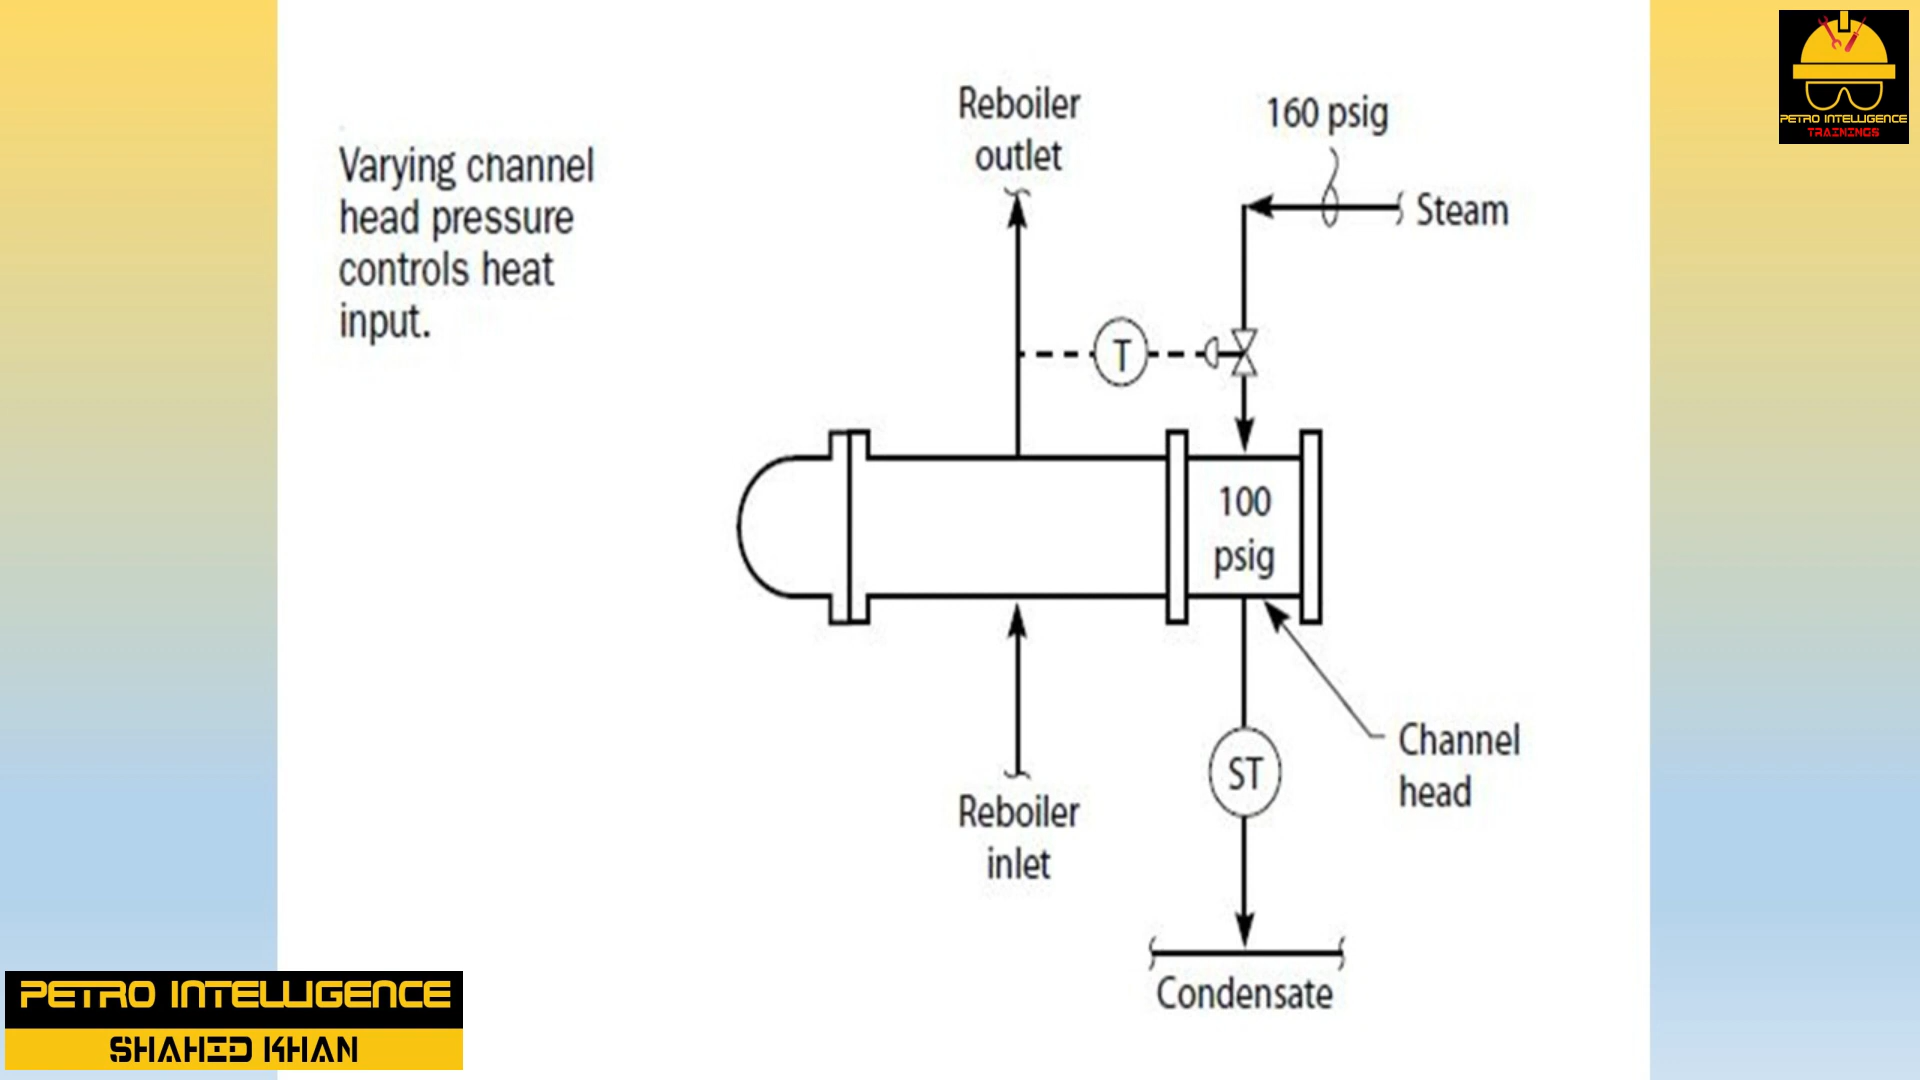 PETRO INTELLIGENCE
TRAININGS
Varying channel
head pressure
controls heat
input.
Reboiler
outlet
160 psig
Steam
T
100
psig
ST
Channel
head
Reboiler
inlet
Condensate
PETRO INTELLIGENCE
SHAHID KHAN